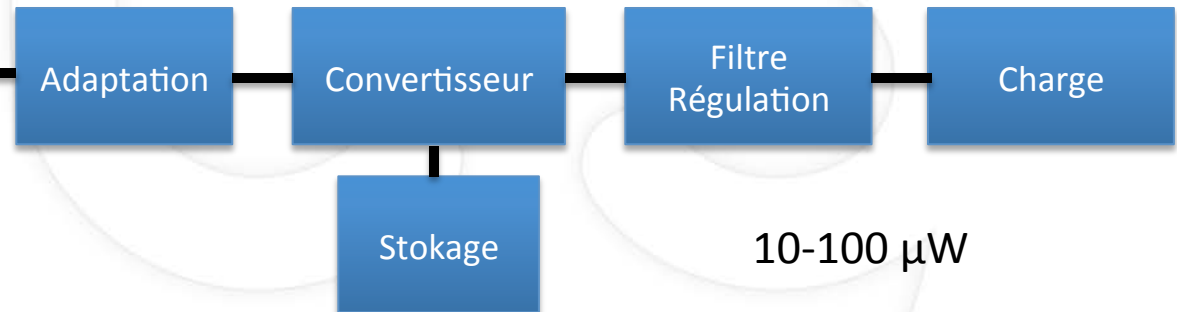 Adaptation
Convertisseur
Filtre
Régulation
Charge
Stokage
10-100 μW